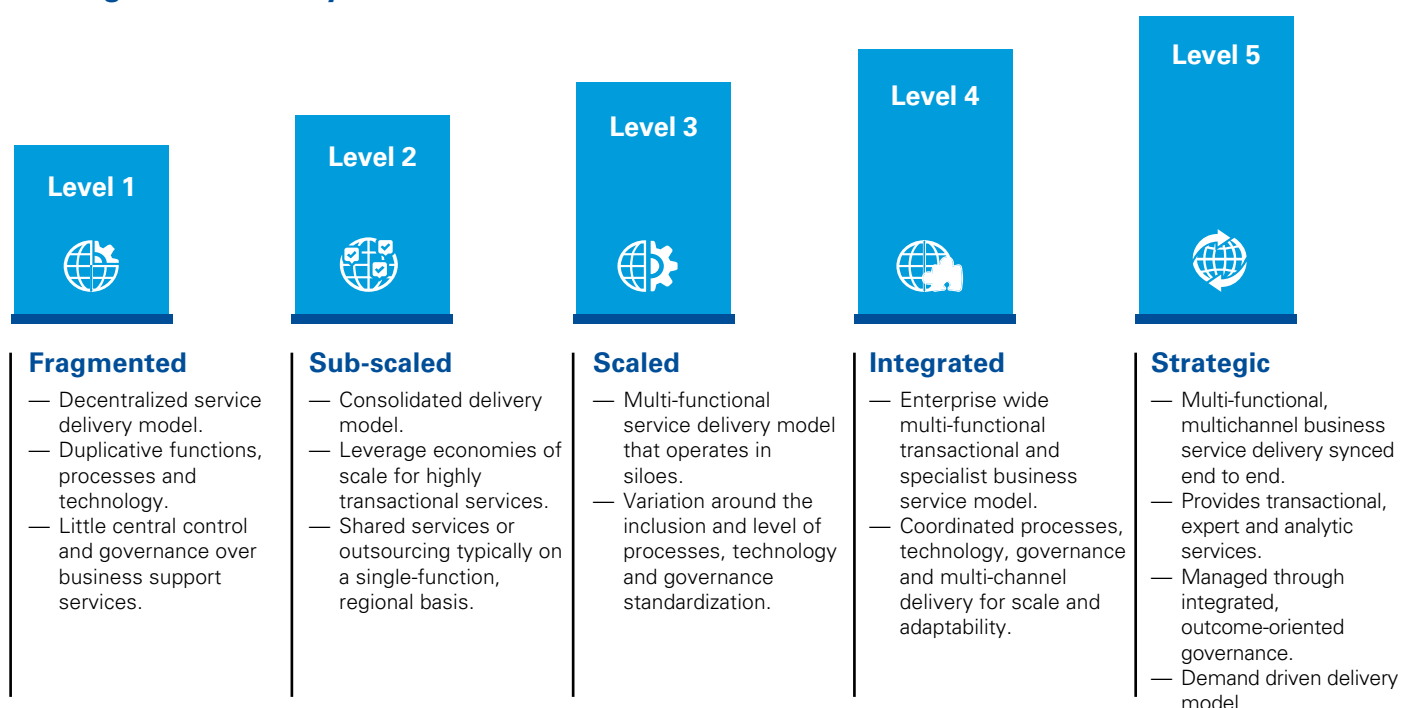 Level 1
Level 2
Level 3
Level 4
Level 5
Fragmented
— Decentralized service
delivery model.
— Duplicative functions,
processes and
technology.
— Little central control
and governance over
business support
services.
Sub-scaled
— Consolidated delivery
model.
— Leverage economies of
scale for highly
transactional services.
— Shared services or
outsourcing typically on
a single-function,
regional basis.
Scaled
— Multi-functional
service delivery model
that operates in
siloes.
— Variation around the
inclusion and level of
processes, technology
and governance
standardization.
Integrated
— Enterprise wide
multi-functional
transactional and
specialist business
service model.
— Coordinated processes,
technology, governance
and multi-channel
delivery for scale and
adaptability.
Strategic
— Multi-functional,
multichannel business
service delivery synced
end to end.
— Provides transactional,
expert and analytic
services.
— Managed through
integrated,
outcome-oriented
governance.
— Demand driven delivery
model